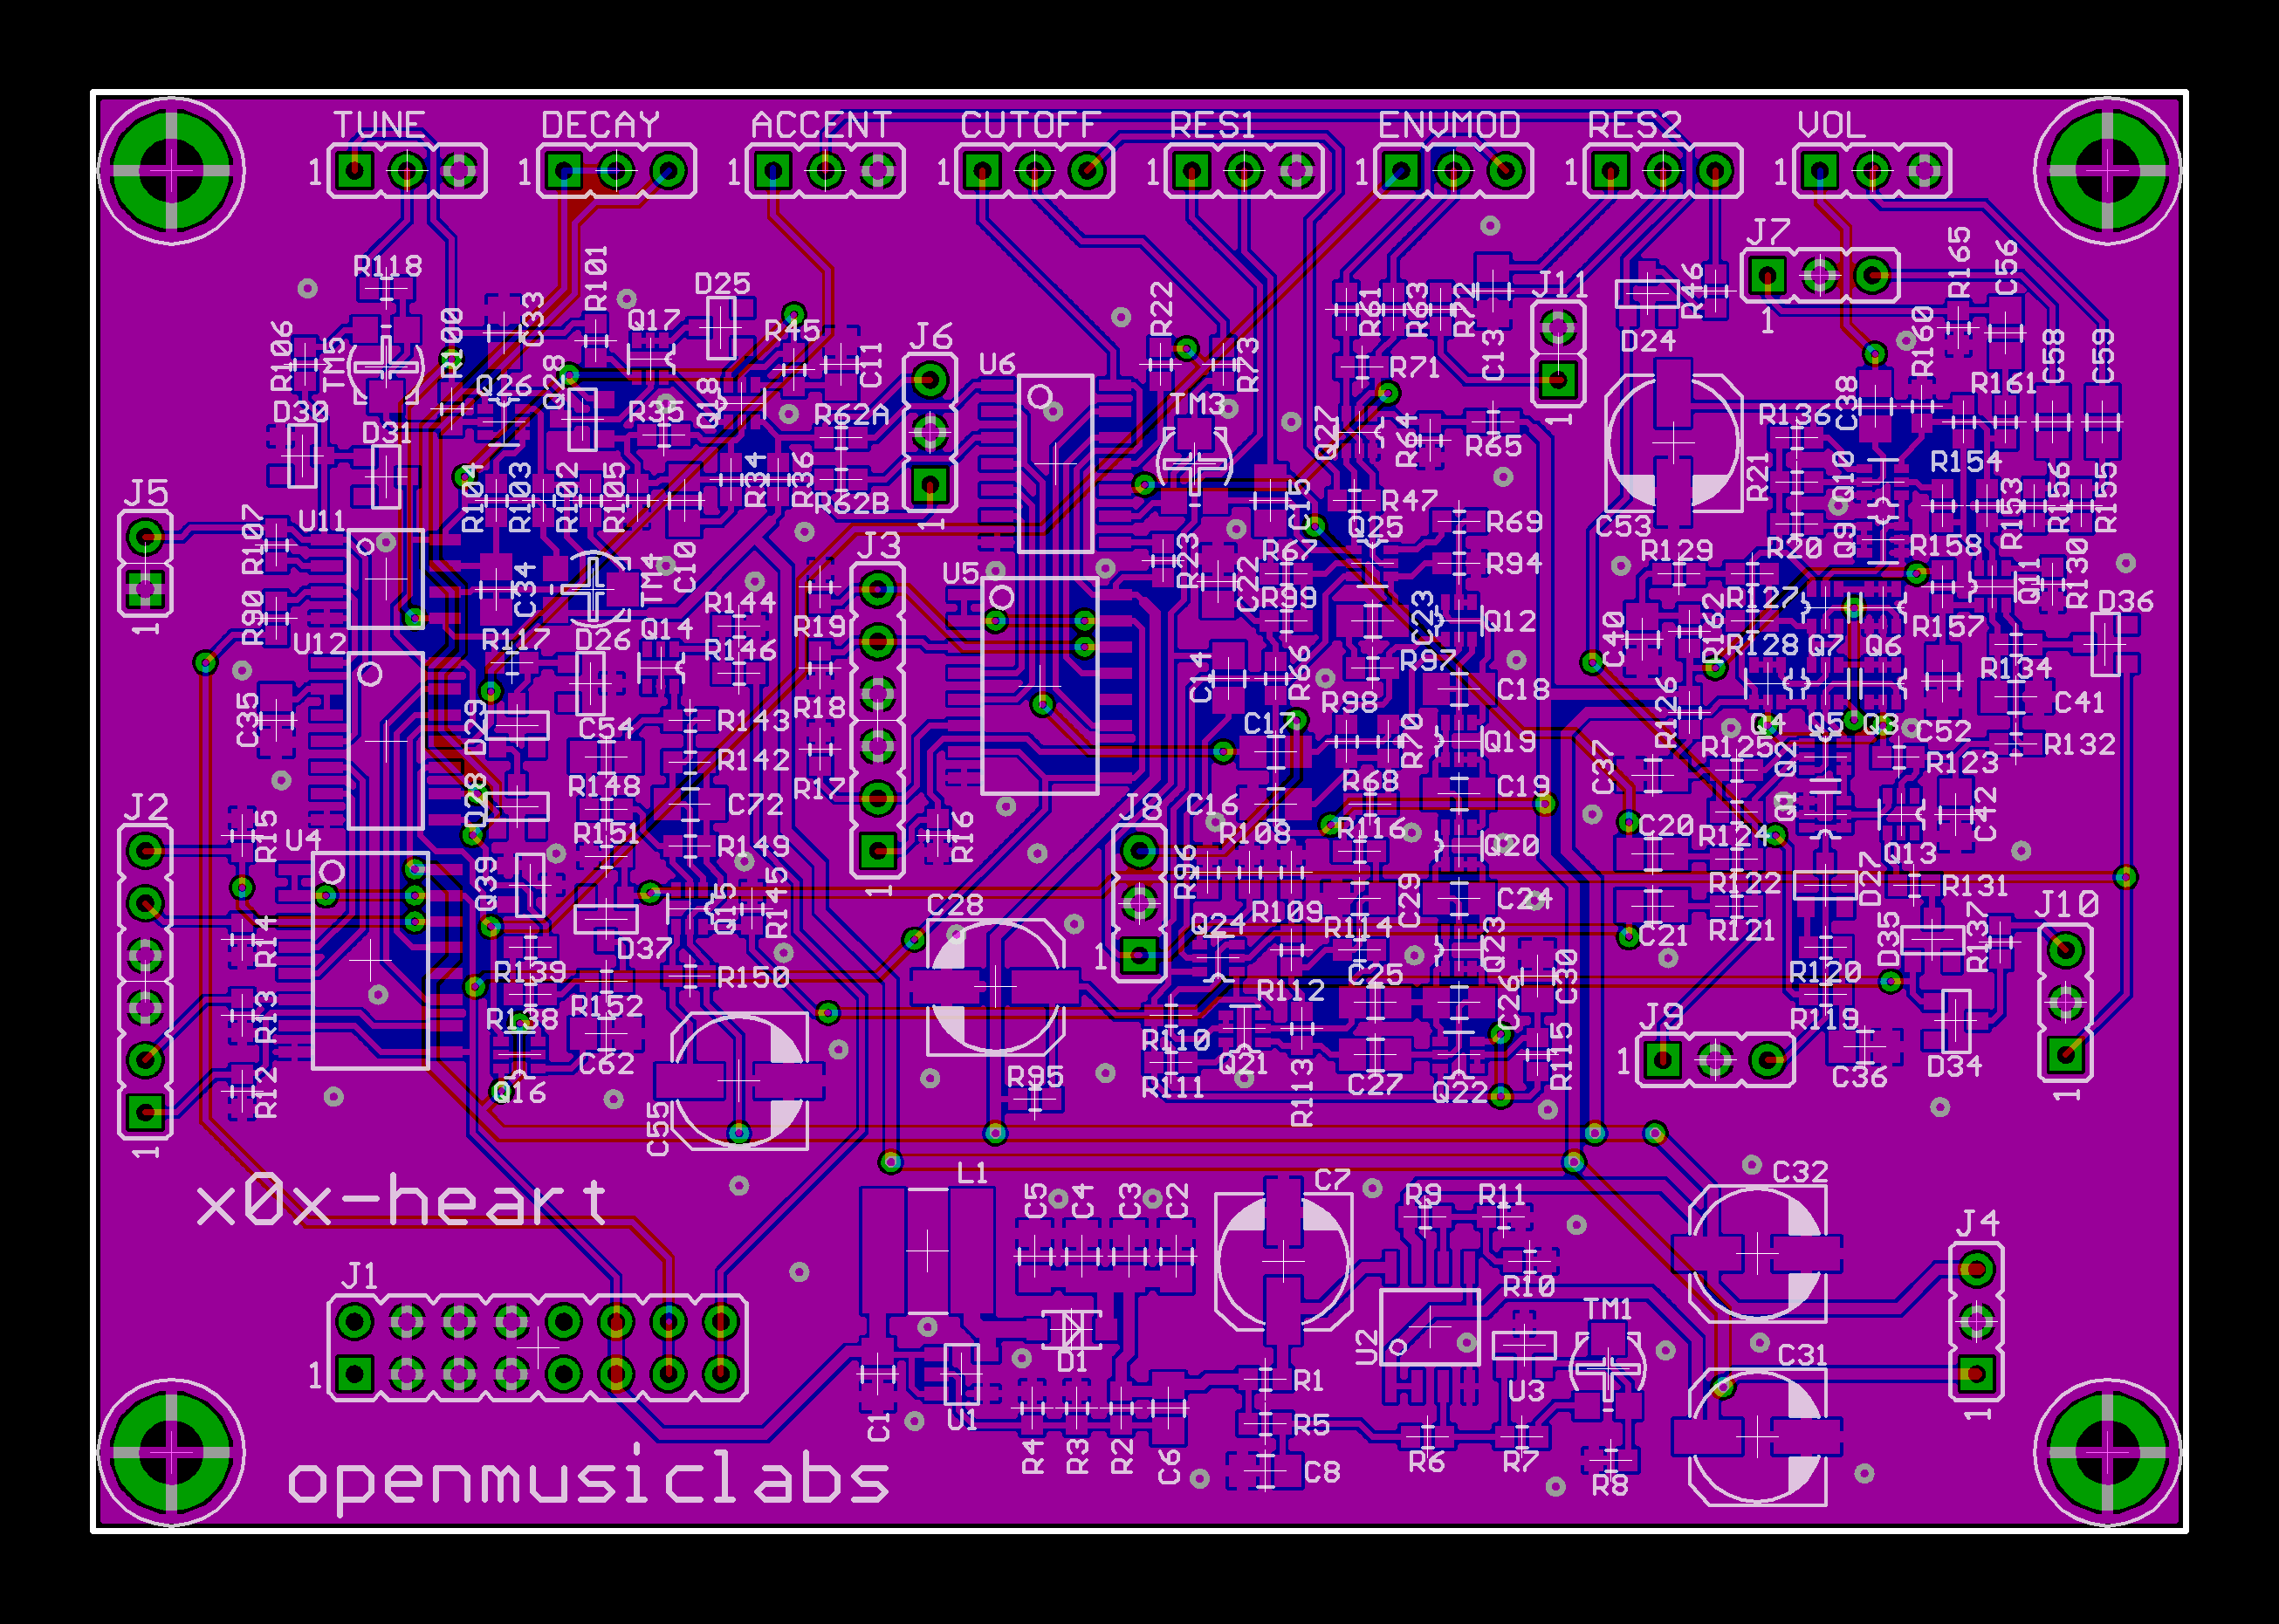 TUNE DECAY ACCENT CUTOFF RES1 ENVMOD RES2 VOL
1 1 1 1 1 1 1 1
J7
1
R118 R101 D25 R22 R61 R63 R72 C13 J11 R46 D24 R165 C56
R106 TM5 R100 C33 Q17 R45 C11 J6 U6 R73 R71 R160 C58 C59
D30 D31 Q26 Q28 R35 Q18 R62A TM3 Q27 R64 R65 1 R136 C38 R161
J5 R104 R103 R102 R105 R34 R36 R62B 1 C15 R47 C53 R21 Q10 R154 R153 R156 R155
R107 U11 J3 Q25 R69 R20 Q9 R158
R90 1 U12 C34 TM4 C10 U5 R23 C22 R67 R94 R129 Q11 R130 D36
R117 D26 Q14 R144 R146 R19 R99 C23 Q12 C40 R162 R127 R128 Q7 Q6 R157 R134
C35 D29 C54 R143 R18 C14 R66 R97 R98 C18 R126 Q4 Q5 Q3 C52 C41
D28 R148 R142 R17 C17 R70 Q19 C37 R125 Q2 R123 R132
J2 R15 U4 R151 C72 R149 R16 J8 C16 R68 C19 C20 R124 Q1 C42
1 R108 R116 Q20 Q13
Q39 Q15 R145 C28 R96 R109 C29 C24 R122 D27 R131 J10
R14 D37 1 Q24 R114 Q23 C21 R121 D35 R137
R139 R152 R150 R112 C25 C26 C30 R120
R13 R138 R110 J9 R119
R12 Q16 C62 C55 R95 R111 Q21 R113 C27 Q22 R115 1 C36 D34 1
1
x0x-heart L1 C5 C4 C3 C2 C7 R9 R11 C32
J4
J1 R10 TM1
1 D1 U2 C31
C1 U1 R1 U3 1
R4 R3 R2 C6 R5 R6 R7 R8
openmusiclabs C8